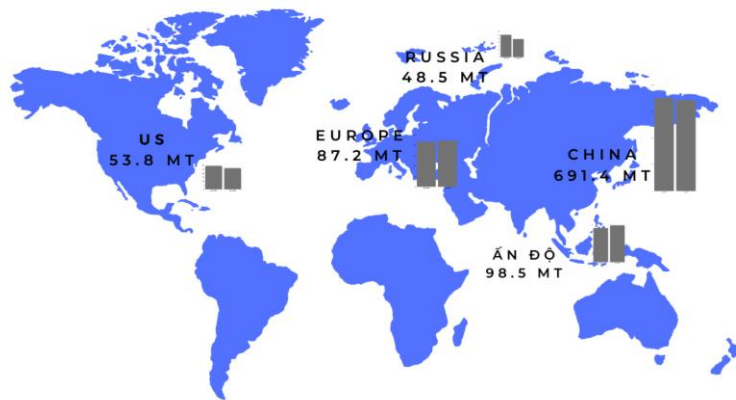 RUSSIA
48.5 MT
US
53.8 MT
EUROPE
87.2 MT
CHINA
691.4 MT
ẤN ĐỘ
98.5 MT